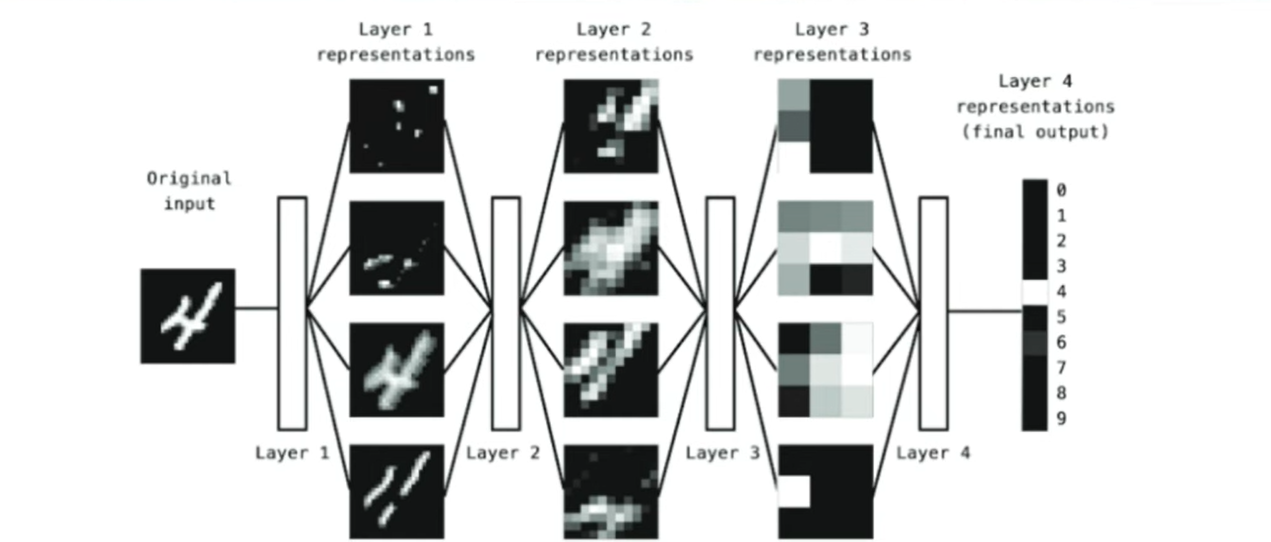 Layer 1
representations
Layer 2
representations
Layer 3
representations
Layer 4
representations
(final output)
Original
input
0
1
2
3
4
5
6
7
8
9
Layer 1
Layer 2
Layer 3
Layer 4